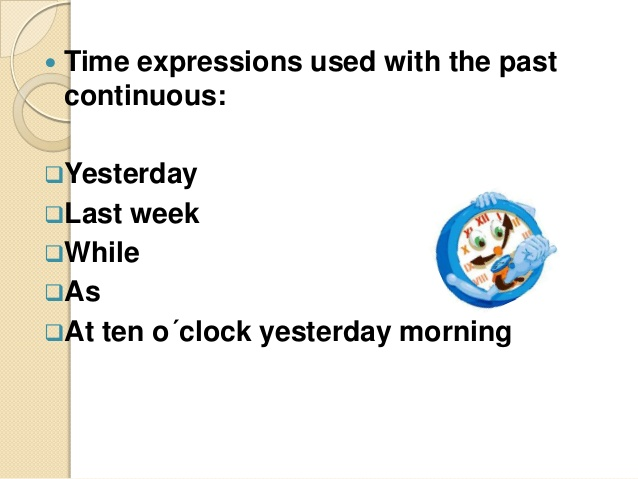 Time expressions used with the past
continuous:
Yesterday
Last week
While
As
At ten o´clock yesterday morning